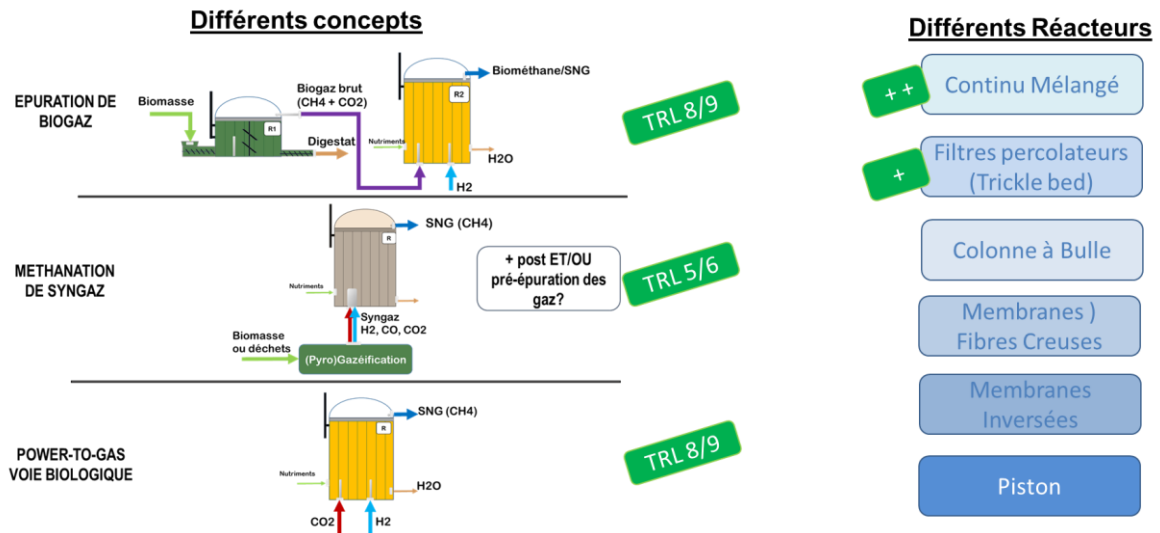 Différents concepts
EPURATION DE
BIOGAZ
Biomasse
R1
Biogaz brut
(CH4 + CO2)
Digestat
Nutriments
R2
Biométhane/SNG
H2O
H2
TRL 8/9
METHANATION
DE SYNGAZ
SNG (CH4)
R
Nutriments
Syngaz
H2, CO, CO2
Biomasse
ou déchets
(Pyro)Gazéification
+ post ET/OU
pré-épuration des
gaz?
TRL 5/6
POWER-TO-GAS
VOIE BIOLOGIQUE
SNG (CH4)
R
Nutriments
H2O
CO2
H2
TRL 8/9
Différents Réacteurs
++
Continu Mélangé
+
Filtres percolateurs
(Trickle bed)
Colonne à Bulle
Membranes )
Fibres Creuses
Membranes
Inversées
Piston